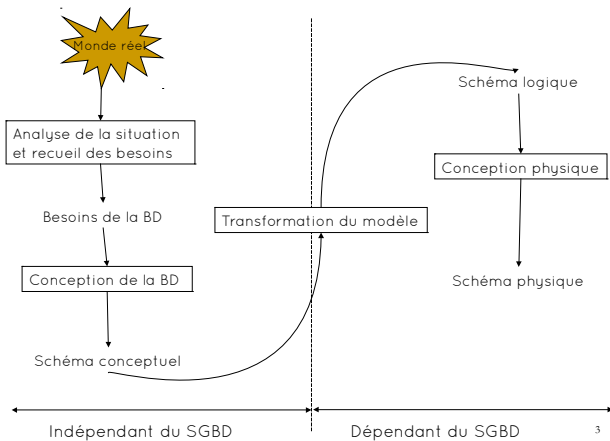 Monde réel
Analyse de la situation
et recueil des besoins
Besoins de la BD
Conception de la BD
Schéma conceptuel
Transformation du modèle
Schéma logique
Conception physique
Schéma physique
Indépendant du SGBD
Dépendant du SGBD
3